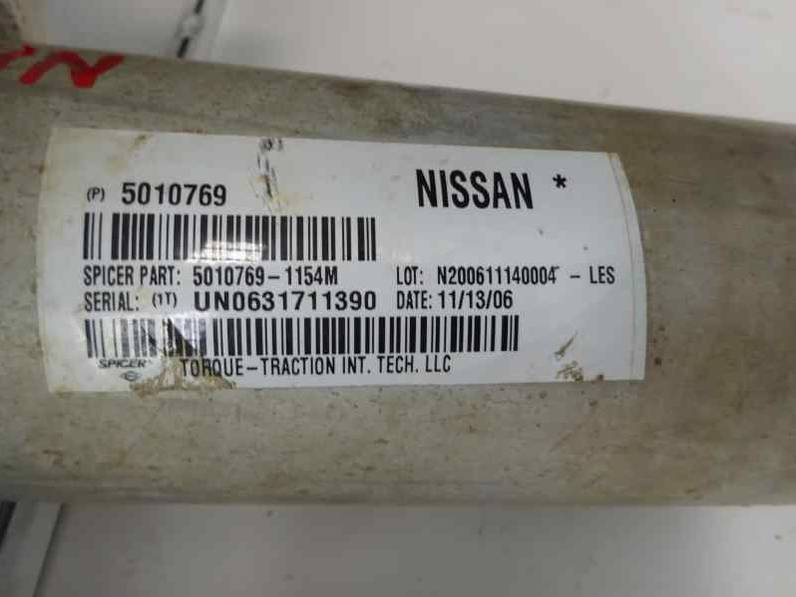 (P) 5010769 NISSAN *
SPICER PART: 5010769-1154M LOT: N200611140004 - LES
SERIAL: (1T) UN0631711390 DATE: 11/13/06
SPICER TORQUE-TRACTION INT. TECH. LLC